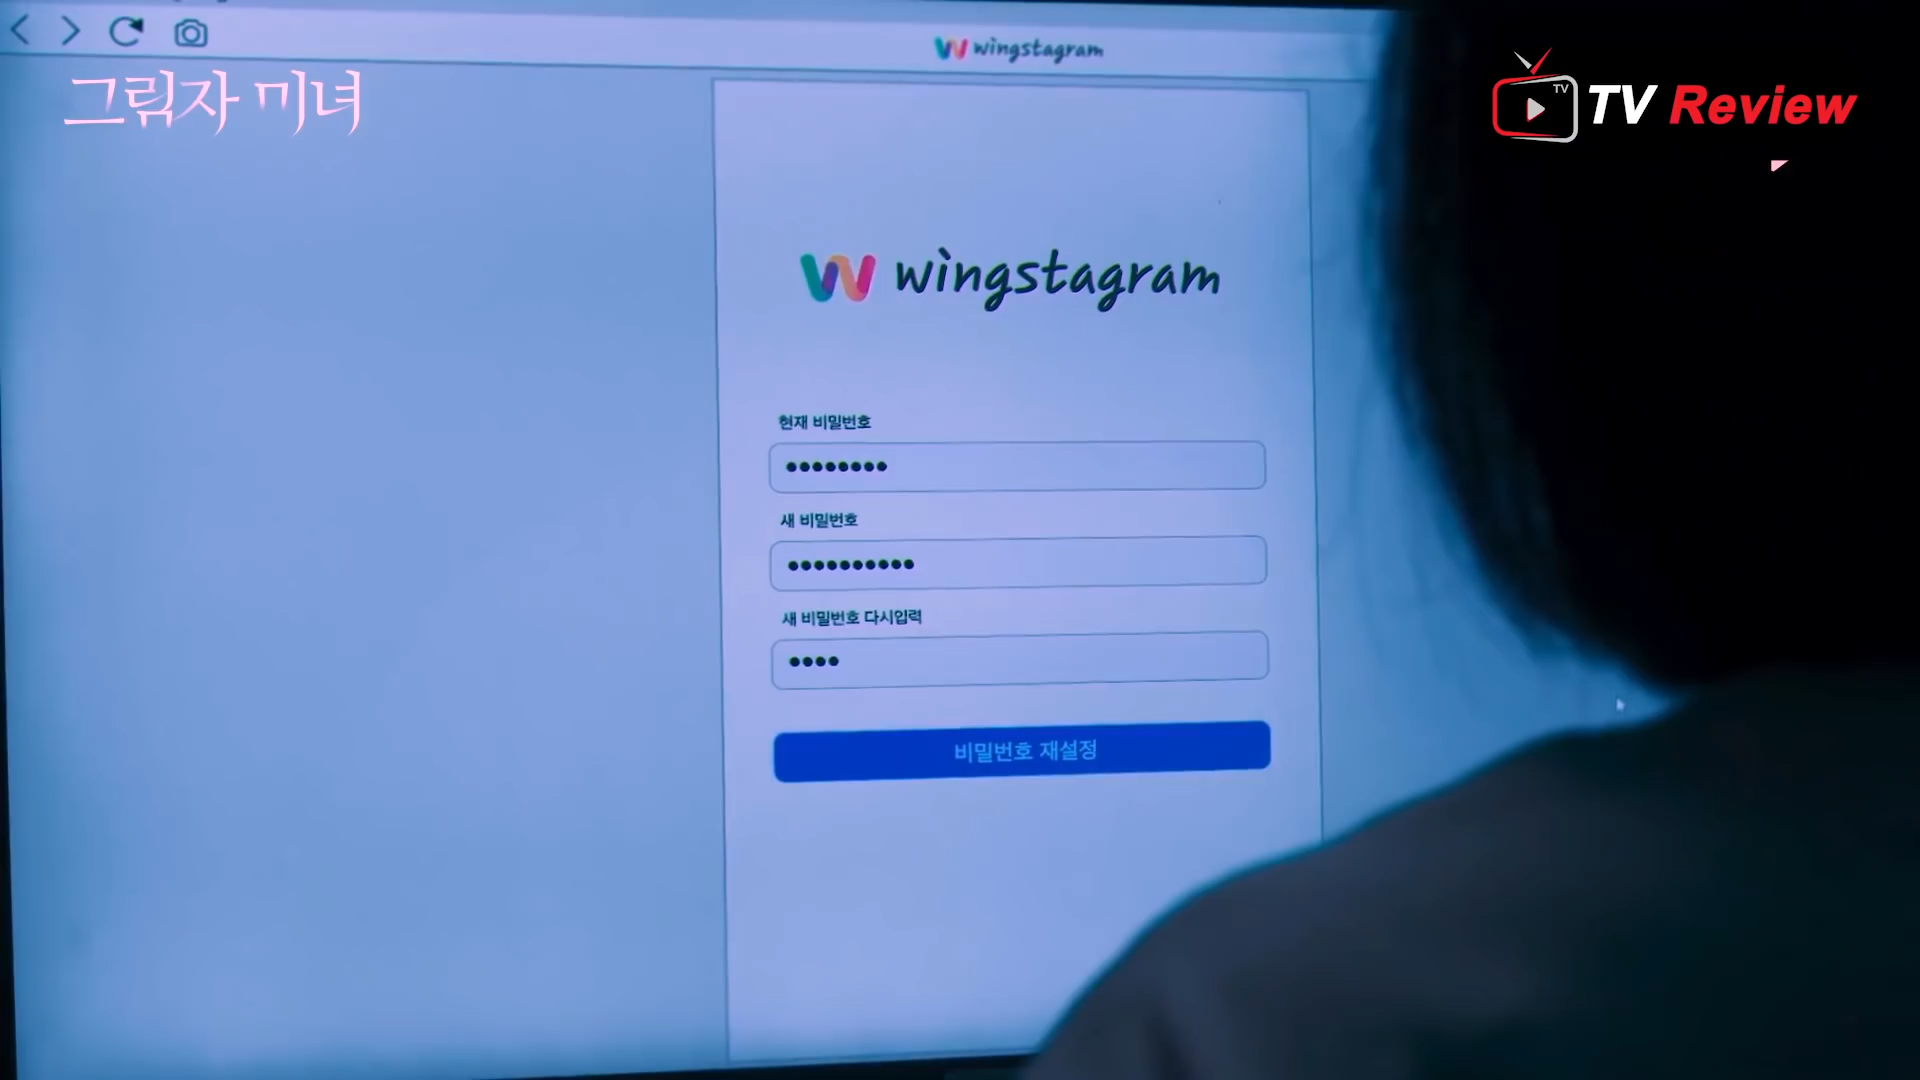 wingstagram
그림자 미녀
TV
TV Review
wingstagram
현재 비밀번호
••••••••
새 비밀번호
••••••••••
새 비밀번호 다시입력
••••
비밀번호 재설정